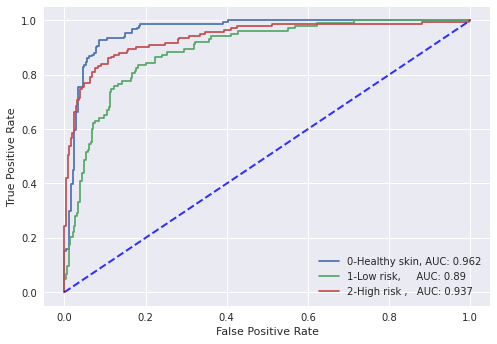 1.0
0.8
0.6
0.4
0.2
0.0
True Positive Rate
0-Healthy skin, AUC: 0.962
1-Low risk,     AUC: 0.89
2-High risk ,   AUC: 0.937
0.0 0.2 0.4 0.6 0.8 1.0
False Positive Rate